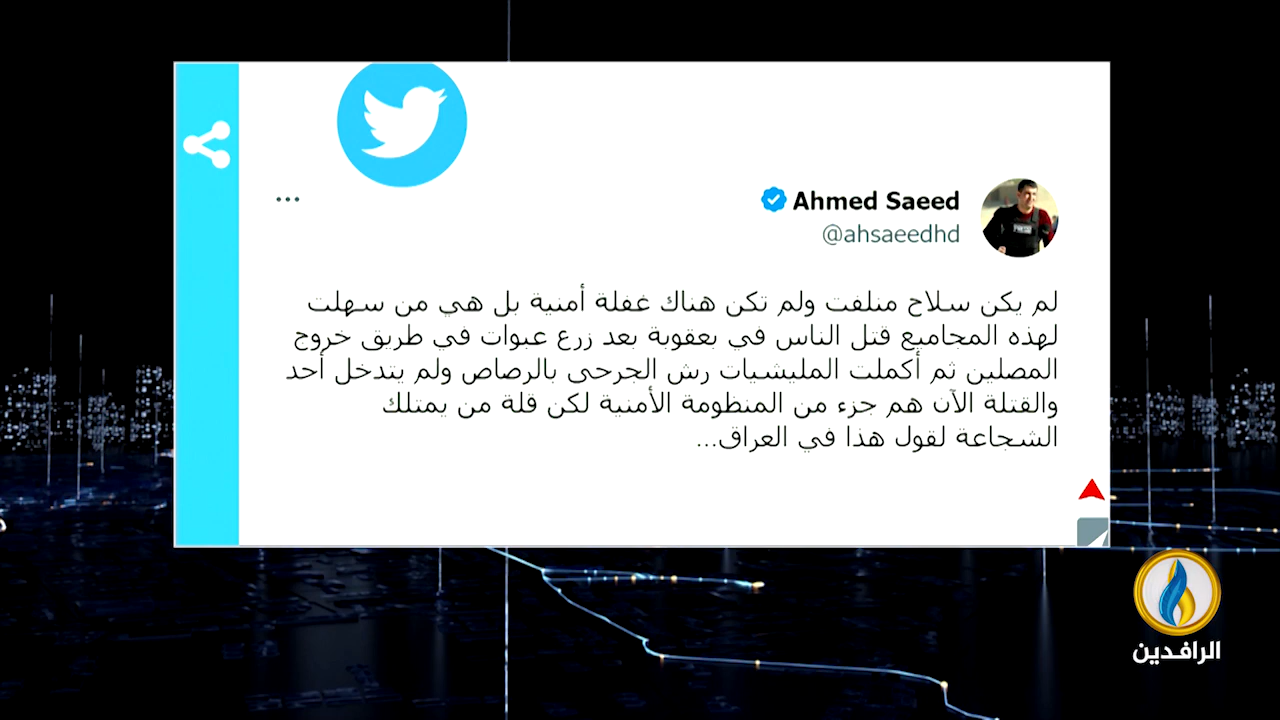 Ahmed Saeed
@ahsaeedhd
لم يكن سلاح منلفت ولم تكن هناك غفلة أمنية بل هي من سهلت
لهذه المجاميع قتل الناس في بعقوبة بعد زرع عبوات في طريق خروج
المصلين ثم أكملت المليشيات رش الجرحى بالرصاص ولم يتدخل أحد
والقتلة الآن هم جزء من المنظومة الأمنية لكن قلة من يمتلك
الشجاعة لقول هذا في العراق...
الرافدين